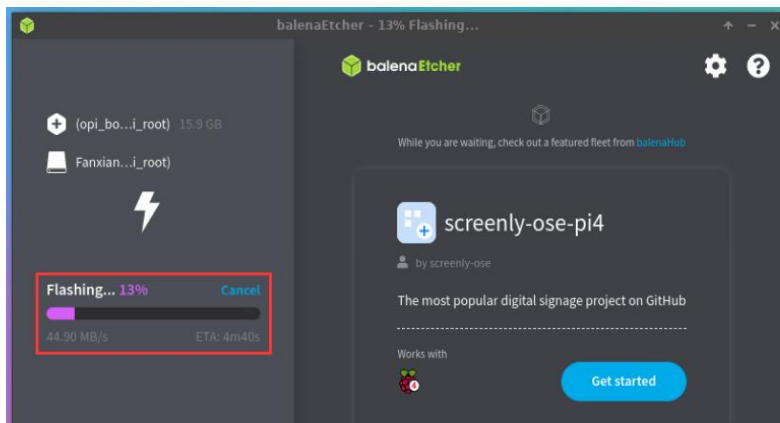 balenaEtcher - 13% Flashing...
balenaEtcher
(opi_bo...i_root) 15.9 GB
Fanxian...i_root)
While you are waiting, check out a featured fleet from balenaHub
screenly-ose-pi4
by screenly-ose
Flashing... 13% Cancel
44.90 MB/s ETA: 4m40s
The most popular digital signage project on GitHub
Works with
4
Get started